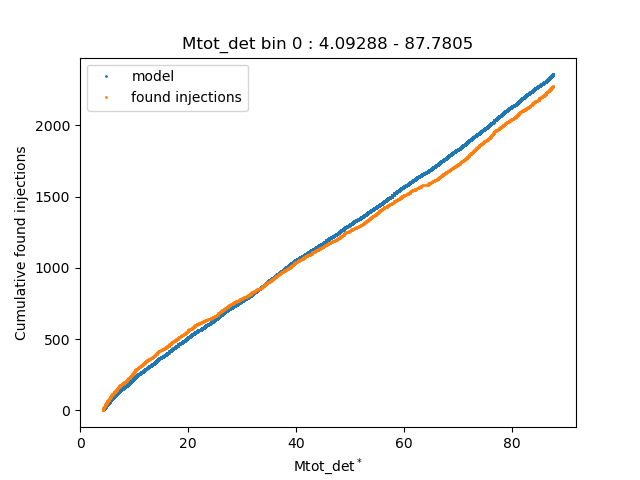 Mtot_det bin 0 : 4.09288 - 87.7805
model
found injections
Cumulative found injections
2000
1500
1000
500
0
0 20 40 60 80
Mtot_det*